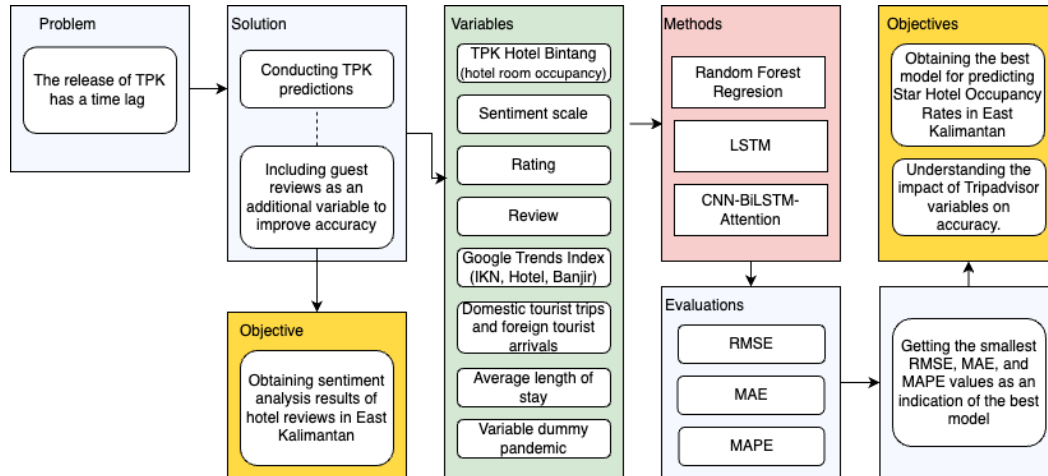 Problem
The release of TPK
has a time lag
Solution
Conducting TPK
predictions
Including guest
reviews as an
additional variable to
improve accuracy
Objective
Obtaining sentiment
analysis results of
hotel reviews in East
Kalimantan
Variables
TPK Hotel Bintang
(hotel room occupancy)
Sentiment scale
Rating
Review
Google Trends Index
(IKN, Hotel, Banjir)
Domestic tourist trips
and foreign tourist
arrivals
Average length of
stay
Variable dummy
pandemic
Methods
Random Forest
Regresion
LSTM
CNN-BiLSTM-
Attention
Evaluations
RMSE
MAE
MAPE
Getting the smallest
RMSE, MAE, and
MAPE values as an
indication of the best
model
Objectives
Obtaining the best
model for predicting
Star Hotel Occupancy
Rates in East
Kalimantan
Understanding the
impact of Tripadvisor
variables on
accuracy.